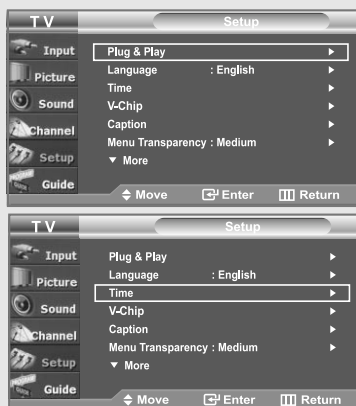 TV Setup
Input
Picture
Sound
Channel
Setup
Guide
Plug & Play
Language : English
Time
V-Chip
Caption
Menu Transparency : Medium
▼ More
Move Enter Return
TV Setup
Input
Picture
Sound
Channel
Setup
Guide
Plug & Play
Language : English
Time
V-Chip
Caption
Menu Transparency : Medium
▼ More
Move Enter Return